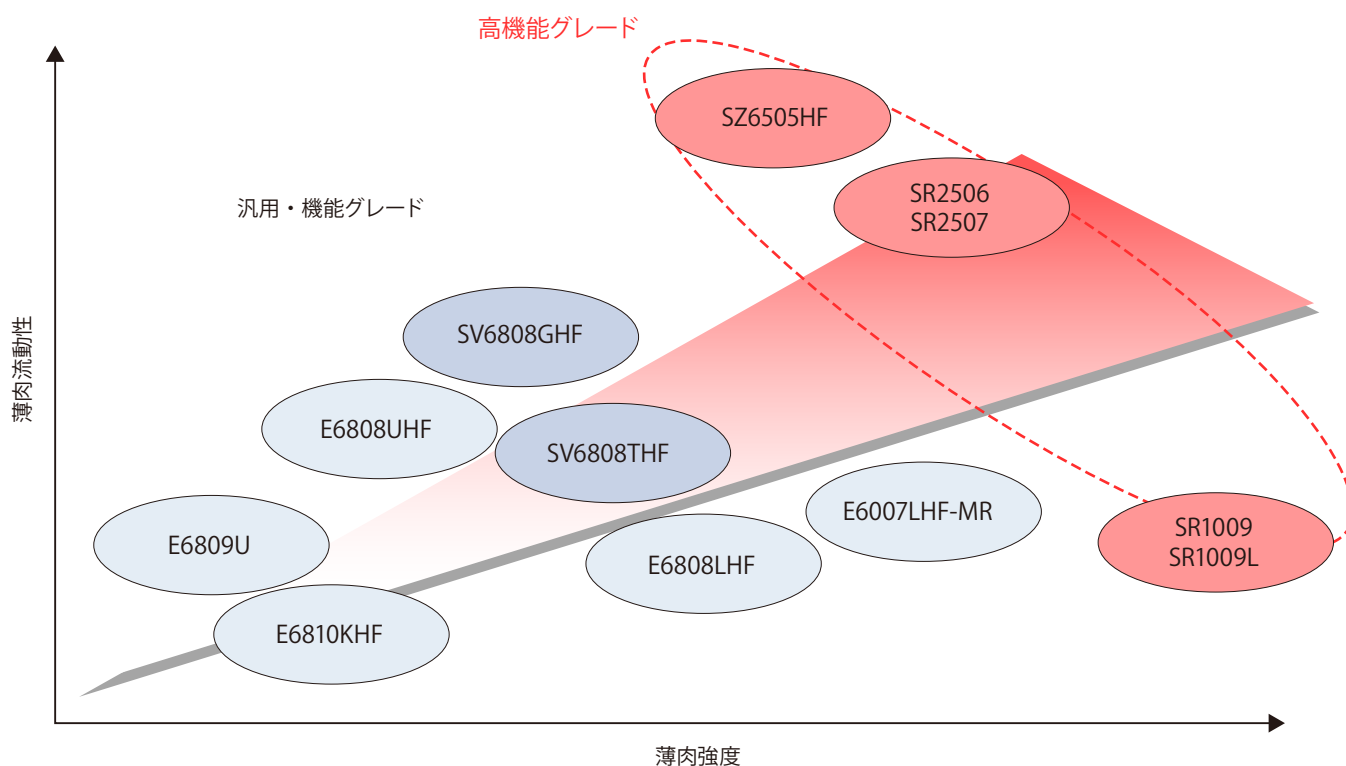 高機能グレード
SZ6505HF
SR2506
SR2507
汎用・機能グレード
SV6808GHF
薄肉流動性
E6808UHF
SV6808THF
E6007LHF-MR
SR1009
SR1009L
E6809U
E6808LHF
E6810KHF
薄肉強度